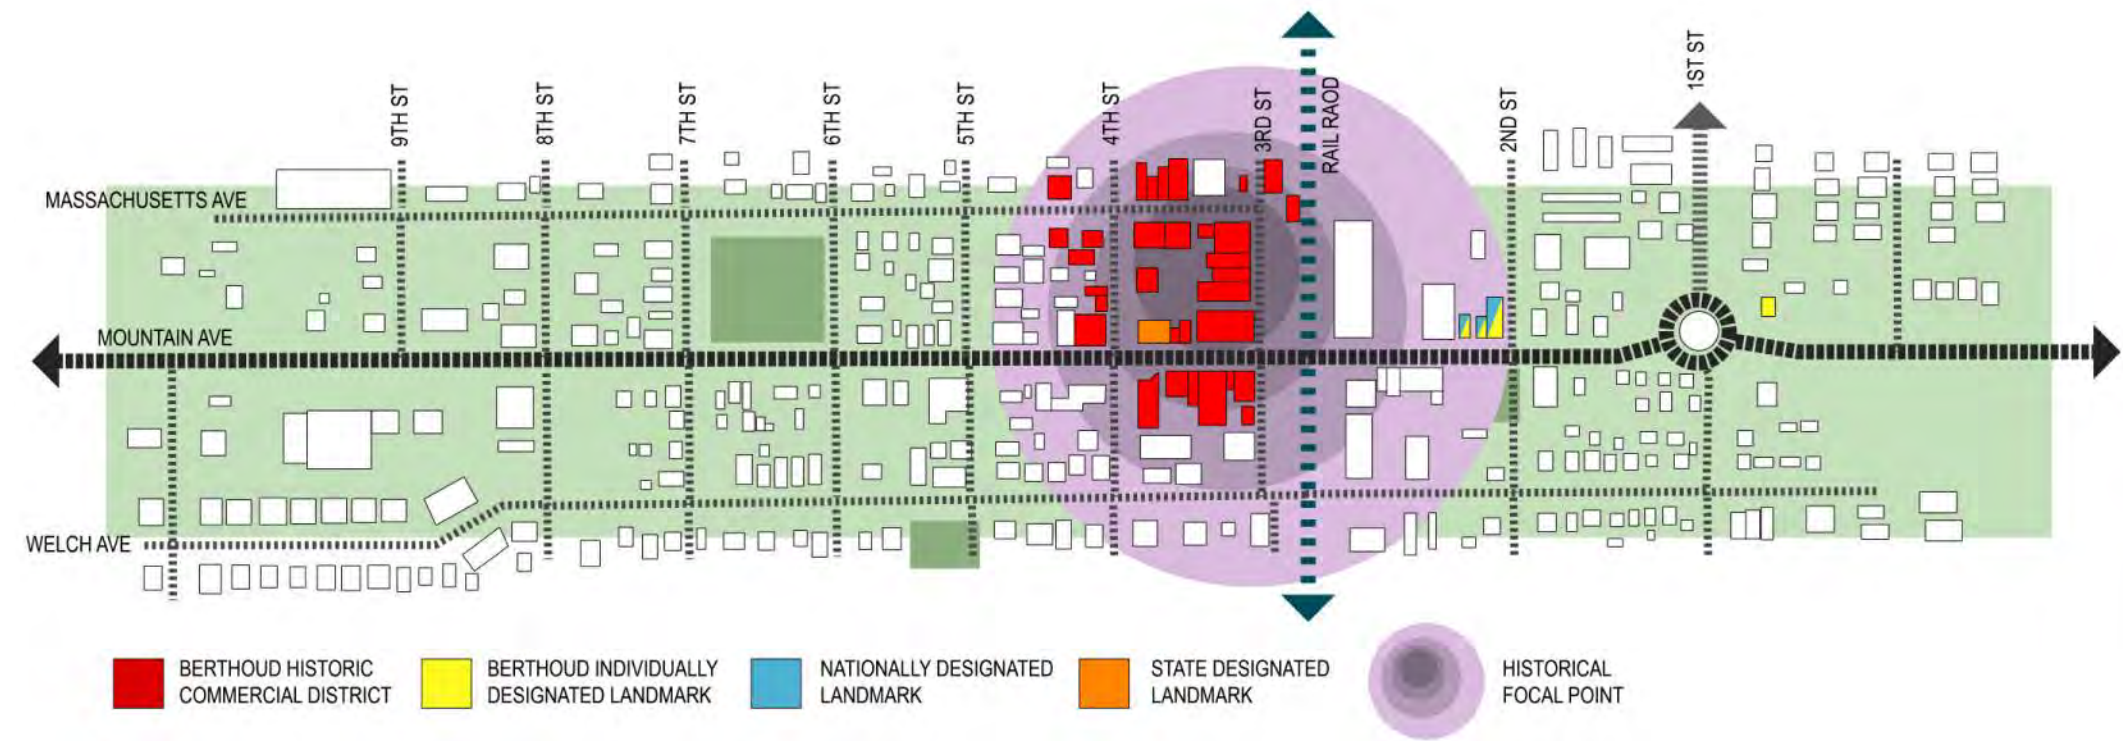 9TH ST
8TH ST
7TH ST
6TH ST
5TH ST
4TH ST
3RD ST
RAIL RAOD
2ND ST
1ST ST
MASSACHUSETTS AVE
MOUNTAIN AVE
WELCH AVE
BERTHOUD HISTORIC
COMMERCIAL DISTRICT
BERTHOUD INDIVIDUALLY
DESIGNATED LANDMARK
NATIONALLY DESIGNATED
LANDMARK
STATE DESIGNATED
LANDMARK
HISTORICAL
FOCAL POINT